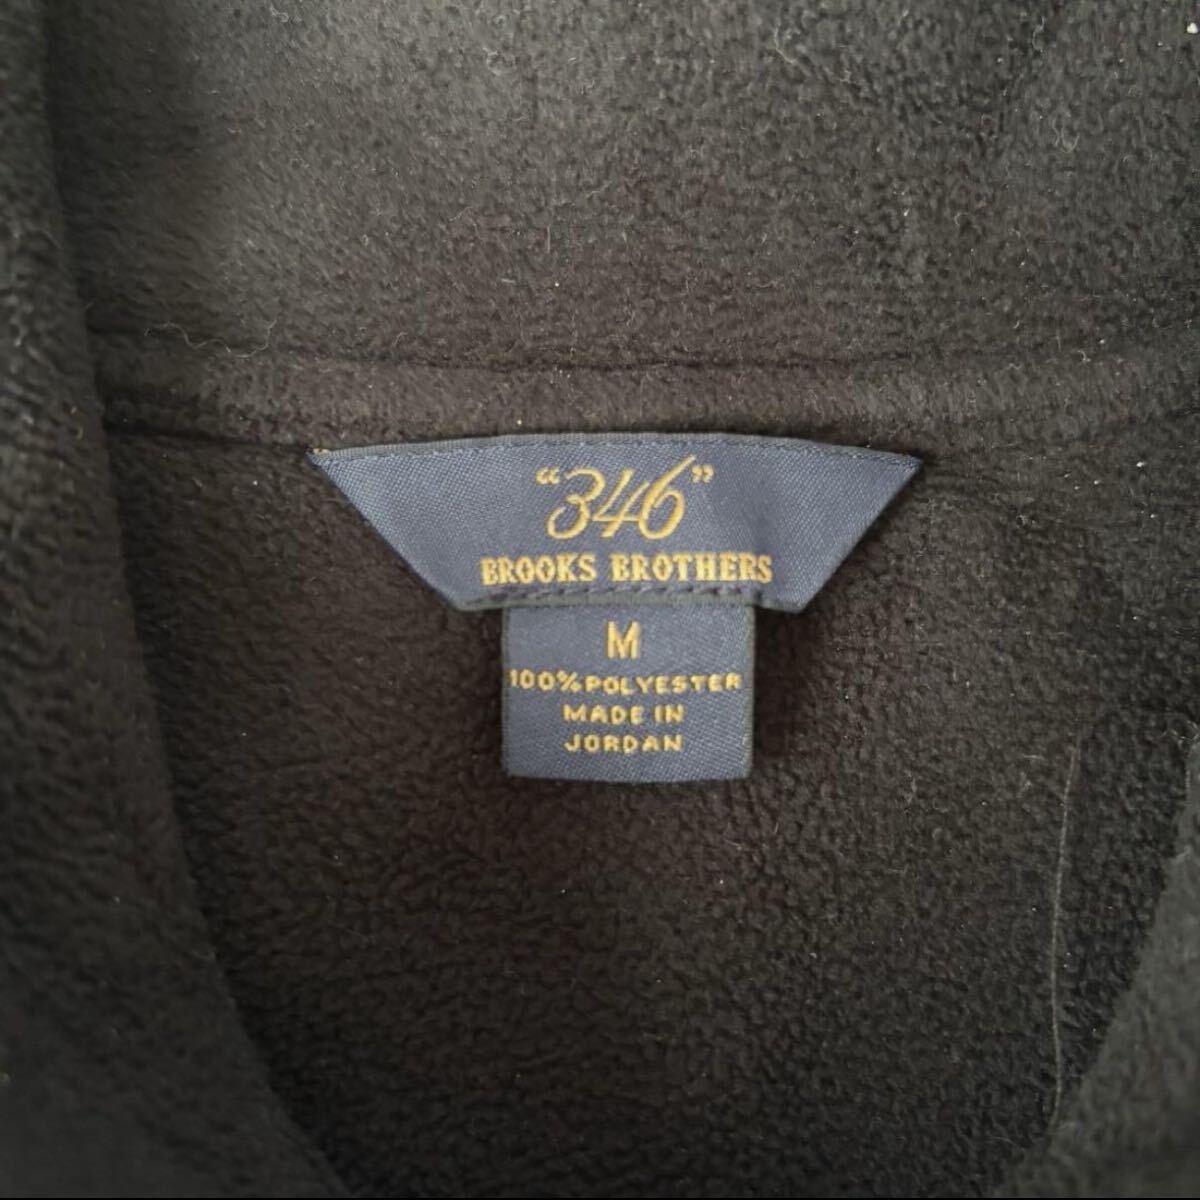 “346”
BROOKS BROTHERS
M
100% POLYESTER
MADE IN
JORDAN